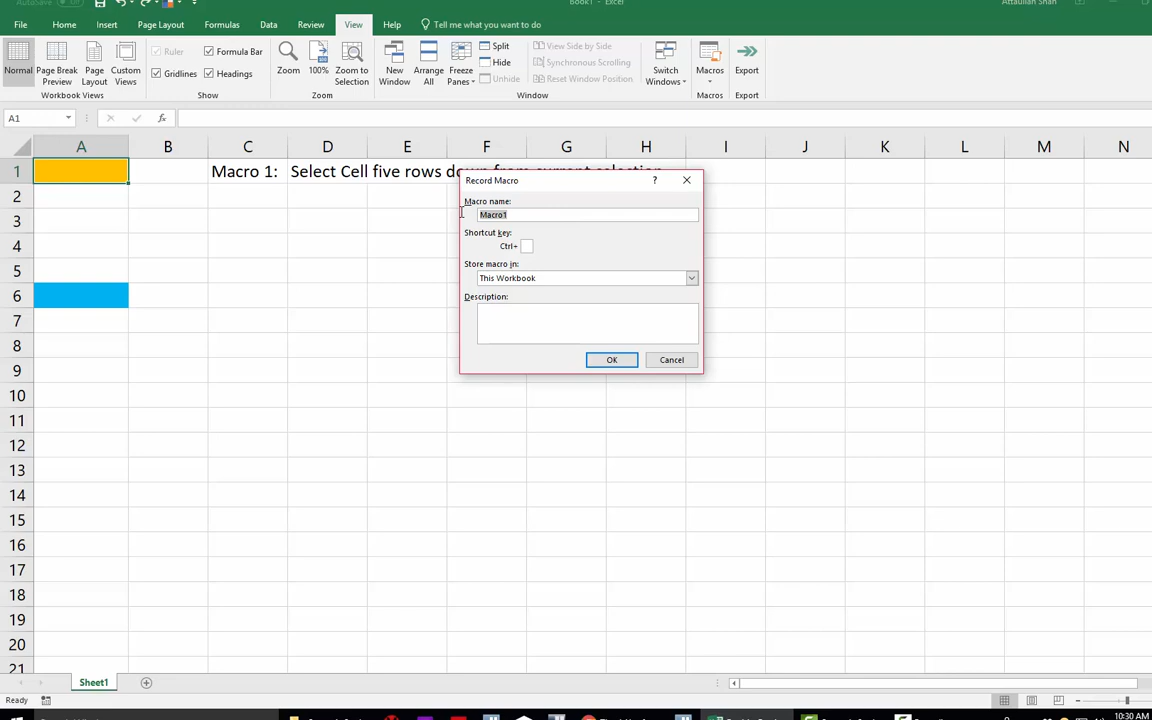 AutoSave
Book1 - Excel
Attaullah Shah
File Home Insert Page Layout Formulas Data Review View Help Tell me what you want to do
Normal
Page Break
Preview
Page
Layout
Custom
Views
Ruler
Formula Bar
Gridlines
Headings
Zoom
100%
Zoom to
Selection
New
Window
Arrange
All
Freeze
Panes
Split
Hide
Unhide
View Side by Side
Synchronous Scrolling
Reset Window Position
Switch
Windows
Macros
Export
Workbook Views Show Zoom Window Macros Export
A1
fx
A B C D E F G H I J K L M N
1 Macro 1: Select Cell five rows down from current selection
2
3
4
5
6
7
8
9
10
11
12
13
14
15
16
17
18
19
20
21
Record Macro ?
Macro name:
Macro1
Shortcut key:
Ctrl+
Store macro in:
This Workbook
Description:
OK Cancel
Sheet1
Ready
10:30 AM